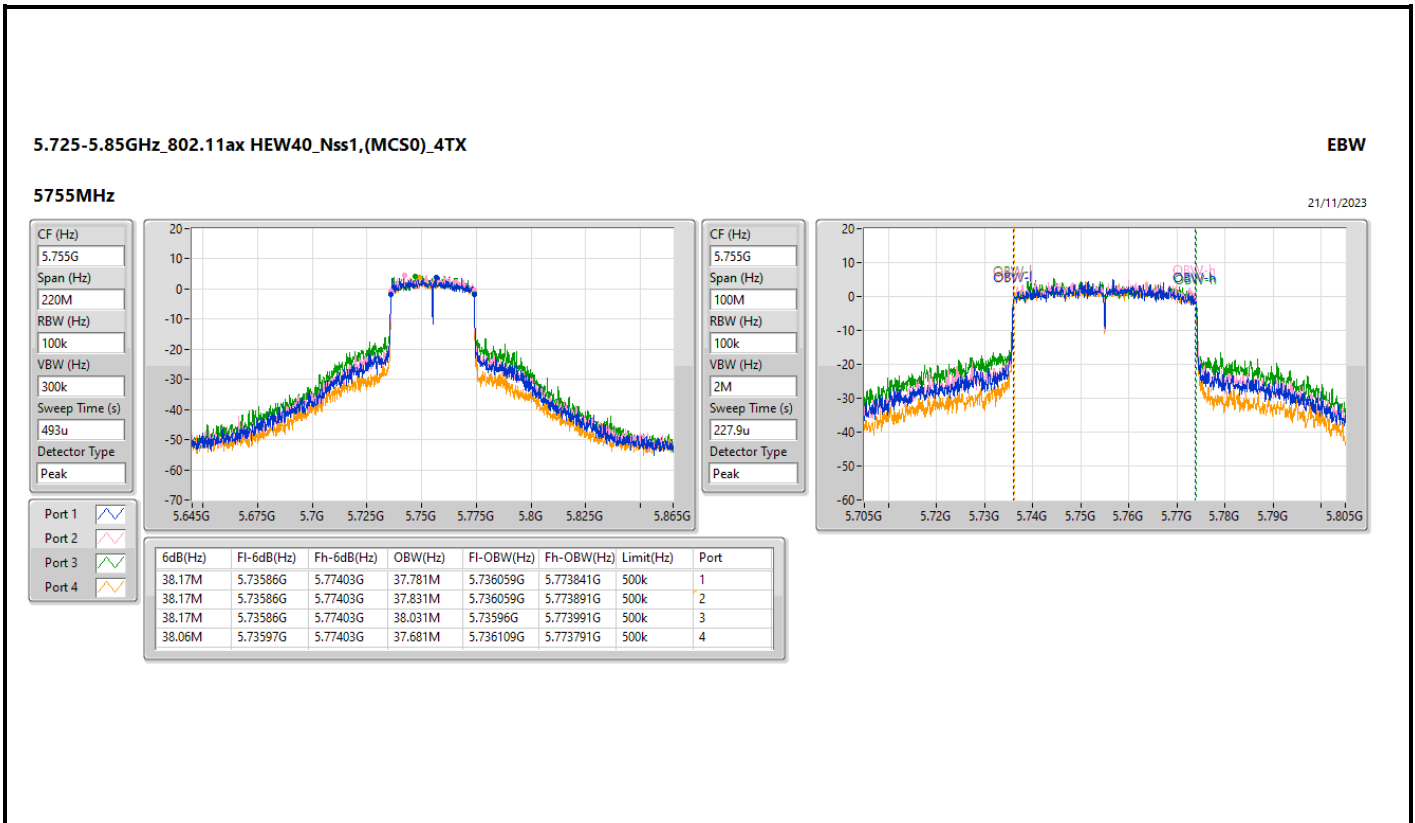 5.725-5.85GHz_802.11ax HEW40_Nss1,(MCS0)_4TX EBW
5755MHz 21/11/2023
CF (Hz)
5.755G
Span (Hz)
220M
RBW (Hz)
100k
VBW (Hz)
300k
Sweep Time (s)
493u
Detector Type
Peak
20
10
0
-10
-20
-30
-40
-50
-60
-70
5.645G 5.675G 5.7G 5.725G 5.75G 5.775G 5.8G 5.825G 5.865G
CF (Hz)
5.755G
Span (Hz)
100M
RBW (Hz)
100k
VBW (Hz)
2M
Sweep Time (s)
227.9u
Detector Type
Peak
20
10
0
-10
-20
-30
-40
-50
-60
OBW-l OBW-h
5.705G 5.72G 5.73G 5.74G 5.75G 5.76G 5.77G 5.78G 5.79G 5.805G
Port 1
Port 2
Port 3
Port 4
6dB(Hz) Fl-6dB(Hz) Fh-6dB(Hz) OBW(Hz) Fl-OBW(Hz) Fh-OBW(Hz) Limit(Hz) Port
38.17M 5.73586G 5.77403G 37.781M 5.736059G 5.773841G 500k 1
38.17M 5.73586G 5.77403G 37.831M 5.736059G 5.773891G 500k 2
38.17M 5.73586G 5.77403G 38.031M 5.73596G 5.773991G 500k 3
38.06M 5.73597G 5.77403G 37.681M 5.736109G 5.773791G 500k 4